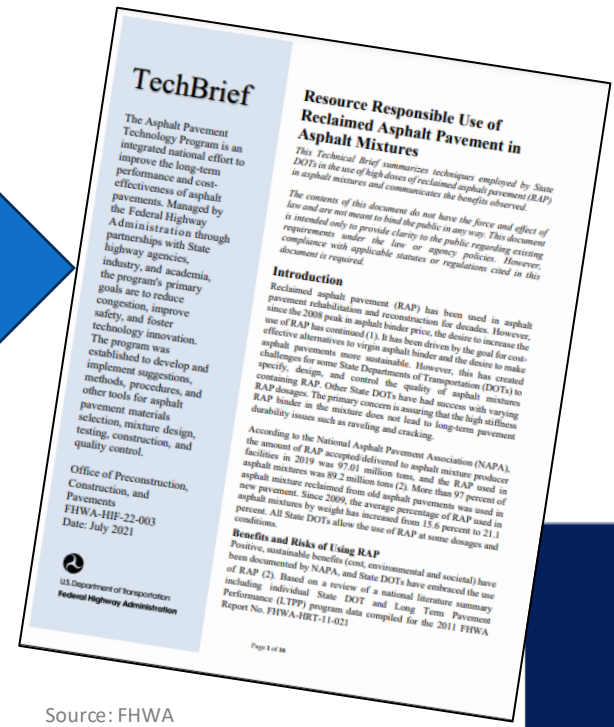 TechBrief
The Asphalt Pavement
Technology Program is an
integrated national effort to
improve the long-term
performance and cost-
effectiveness of asphalt
pavements. Managed by
the Federal Highway
Administration through
partnerships with State
highway agencies,
industry, and academia,
the program's primary
goals are to reduce
congestion, improve
safety, and foster
technology innovation.
The program was
established to develop and
implement suggestions,
methods, procedures, and
other tools for asphalt
pavement materials
selection, mixture design,
testing, construction, and
quality control.
Office of Preconstruction,
Construction, and
Pavements
FHWA-HIF-22-003
Date: July 2021
U.S. Department of Transportation
Federal Highway Administration
Resource Responsible Use of
Reclaimed Asphalt Pavement in
Asphalt Mixtures
This Technical Brief summarizes techniques employed by State
DOTs in the use of high doses of reclaimed asphalt pavement (RAP)
in asphalt mixtures and communicates the benefits observed.
The contents of this document do not have the force and effect of
law and are not meant to bind the public in any way. This document
is intended only to provide clarity to the public regarding existing
requirements under the law or agency policies. However,
compliance with applicable statutes or regulations cited in this
document is required.
Introduction
Reclaimed asphalt pavement (RAP) has been used in asphalt
pavement rehabilitation and reconstruction for decades. However,
since the 2008 peak in asphalt binder price, the desire to increase the
use of RAP has continued (1). It has been driven by the goal for cost-
effective alternatives to virgin asphalt binder and the desire to make
asphalt pavements more sustainable. However, this has created
challenges for some State Departments of Transportation (DOTs) to
specify, design, and control the quality of asphalt mixtures
containing RAP. Other State DOTs have had success with varying
RAP dosages. The primary concern is assuring that the high stiffness
RAP binder in the mixture does not lead to long-term pavement
durability issues such as raveling and cracking.
According to the National Asphalt Pavement Association (NAPA),
the amount of RAP accepted/delivered to asphalt mixture producer
facilities in 2019 was 97.01 million tons, and the RAP used in
asphalt mixtures was 89.2 million tons (2). More than 97 percent of
asphalt mixture reclaimed from old asphalt pavements was used in
new pavement. Since 2009, the average percentage of RAP used in
asphalt mixtures by weight has increased from 15.6 percent to 21.1
percent. All State DOTs allow the use of RAP at some dosages and
conditions.
Benefits and Risks of Using RAP
Positive, sustainable benefits (cost, environmental and societal) have
been documented by NAPA, and State DOTs have embraced the use
of RAP (2). Based on a review of a national literature summary
including individual State DOT and Long Term Pavement
Performance (LTPP) program data compiled for the 2011 FHWA
Report No. FHWA-HRT-11-021
Page 1 of 16
Source: FHWA